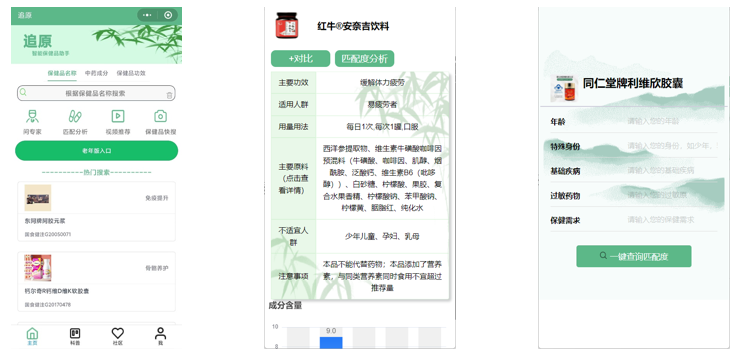 追原
追原
智能保健品助手
保健品名称 中药成分 保健品功效
根据保健品名称搜索
问专家 匹配分析 视频推荐 保健品快报
老年版入口
----------热门搜索----------
免疫提升
东阿牌阿胶元浆
国食健注G20050071
骨骼养护
钙尔奇R钙维D维K软胶囊
国食健注G20170478
主页 科普 社区 我
红牛®安奈吉饮料
+对比 匹配度分析
主要功效 缓解体力疲劳
适用人群 易疲劳者
用量用法 每日1次,每次1罐,口服
主要原料（点击查看详情）
西洋参提取物、维生素牛磺酸咖啡因
预混料（牛磺酸、咖啡因、肌醇、烟
酰胺、泛酸钙、维生素B6（吡哆
醇））、白砂糖、柠檬酸、果胶、复
合水果香精、柠檬酸钠、苯甲酸钠、
柠檬黄、胭脂红、纯化水
不适宜人群 少年儿童、孕妇、乳母
注意事项
本品不能代替药物；本品添加了营养
素，与同类营养素同时食用不宜超过
推荐量
成分含量
10
9.0
8
同仁堂牌利维欣胶囊
年龄 请输入您的年龄
特殊身份 请输入您的身份，如少年、
基础疾病 请输入您的基础疾病
过敏药物
保健需求 请输入您的保健需求
一键查询匹配度